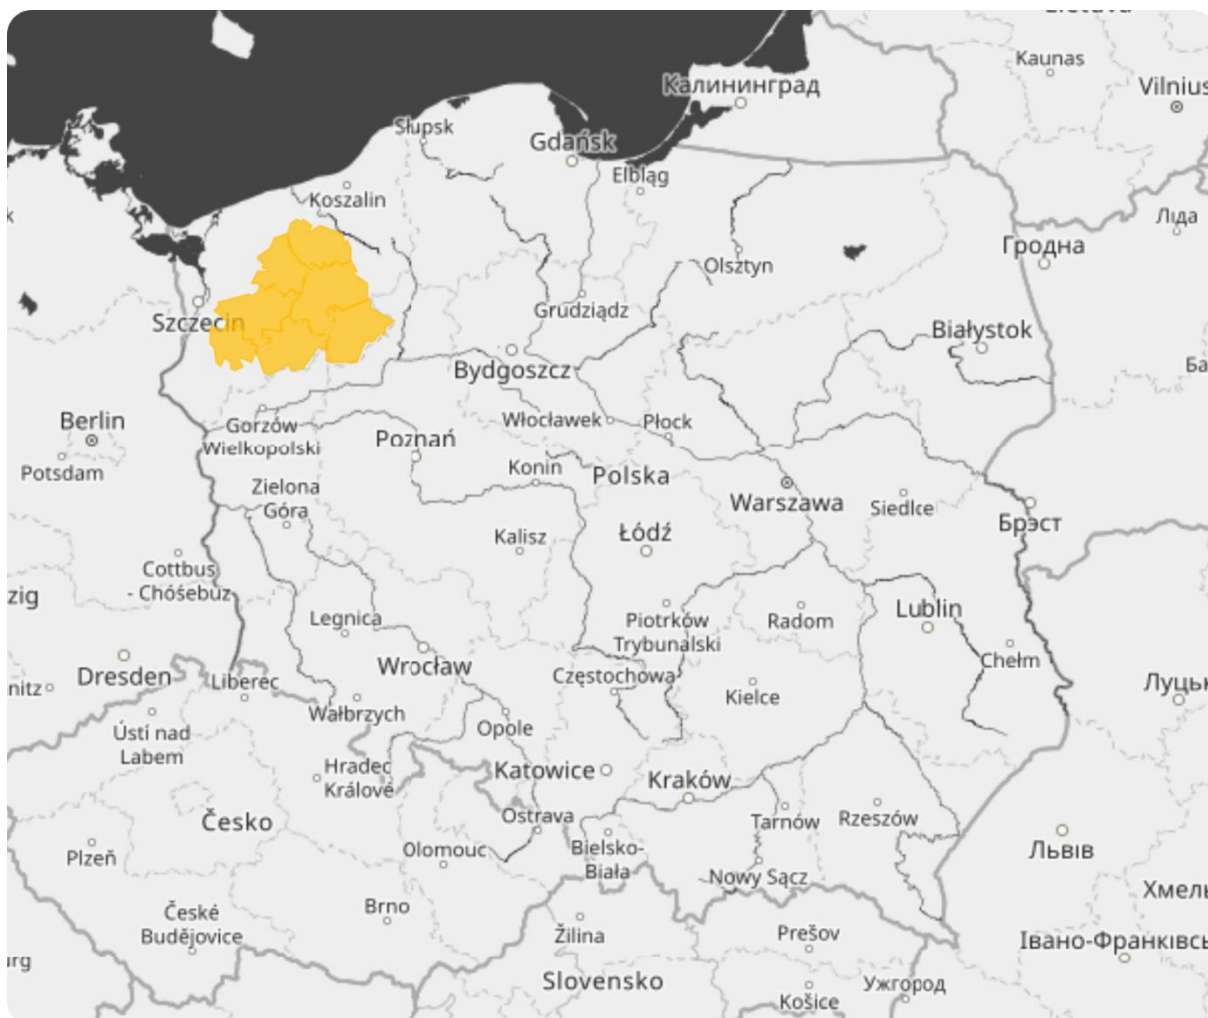 Kaunas
Vilnius
Калининград
Słupsk
Gdańsk
Elbląg
Koszalin
Ліда
Гродна
Olsztyn
Szczecin
Grudziądz
Białystok
Bydgoszcz
Berlin
Gorzów
Wielkopolski
Włocławek
Płock
Poznań
Potsdam
Konin
Polska
Zielona
Góra
Warszawa
Siedlce
Брэст
Kalisz
Łódź
Cottbus
- Chóśebuz
zig
Legnica
Piotrków
Trybunalski
Radom
Lublin
Dresden
Wrocław
Chełm
Liberec
Częstochowa
nitz
Kielce
Луцьк
Wałbrzych
Opole
Ústí nad
Labem
Hradec
Králové
Katowice
Kraków
Česko
Ostrava
Tarnów
Rzeszów
Plzeň
Olomouc
Bielsko-
Biała
Львів
Nowy Sącz
Хмель
České
Budějovice
Brno
Žilina
Prešov
Івано-Франківсь
urg
Slovensko
Ужгород
Košice